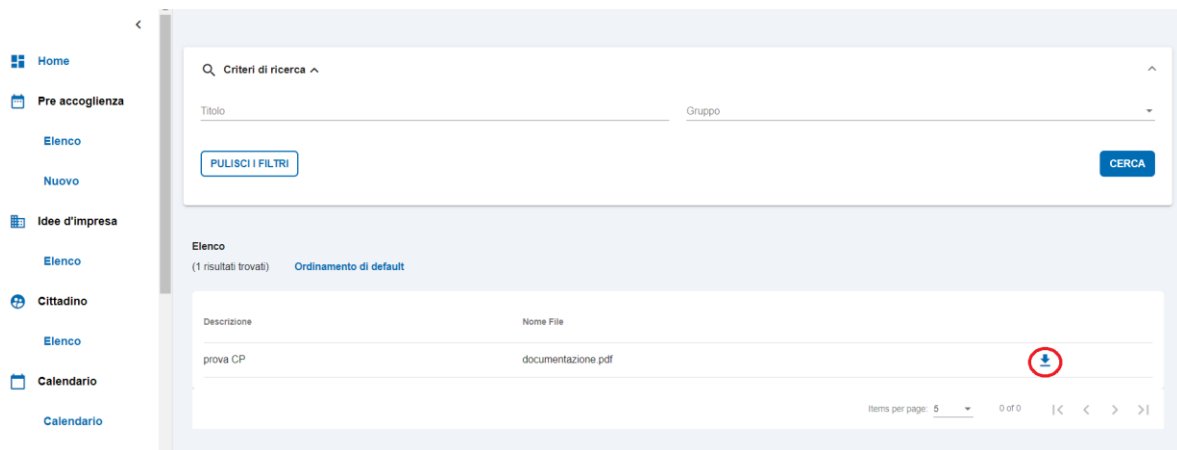 Home
Pre accoglienza
Elenco
Nuovo
Idee d'impresa
Elenco
Cittadino
Elenco
Calendario
Calendario
Criteri di ricerca
Titolo
Gruppo
PULISCI I FILTRI
CERCA
Elenco
(1 risultati trovati) Ordinamento di default
Descrizione Nome File
prova CP documentazione.pdf
Items per page: 5 0 of 0